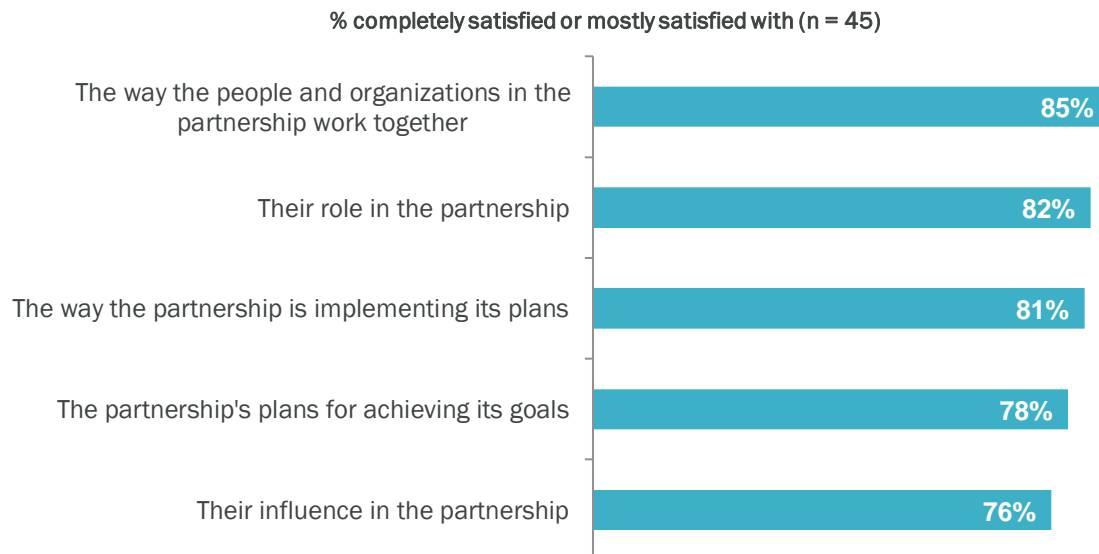 % completely satisfied or mostly satisfied with (n = 45)
The way the people and organizations in the
partnership work together
85%
Their role in the partnership
82%
The way the partnership is implementing its plans
81%
The partnership's plans for achieving its goals
78%
Their influence in the partnership
76%